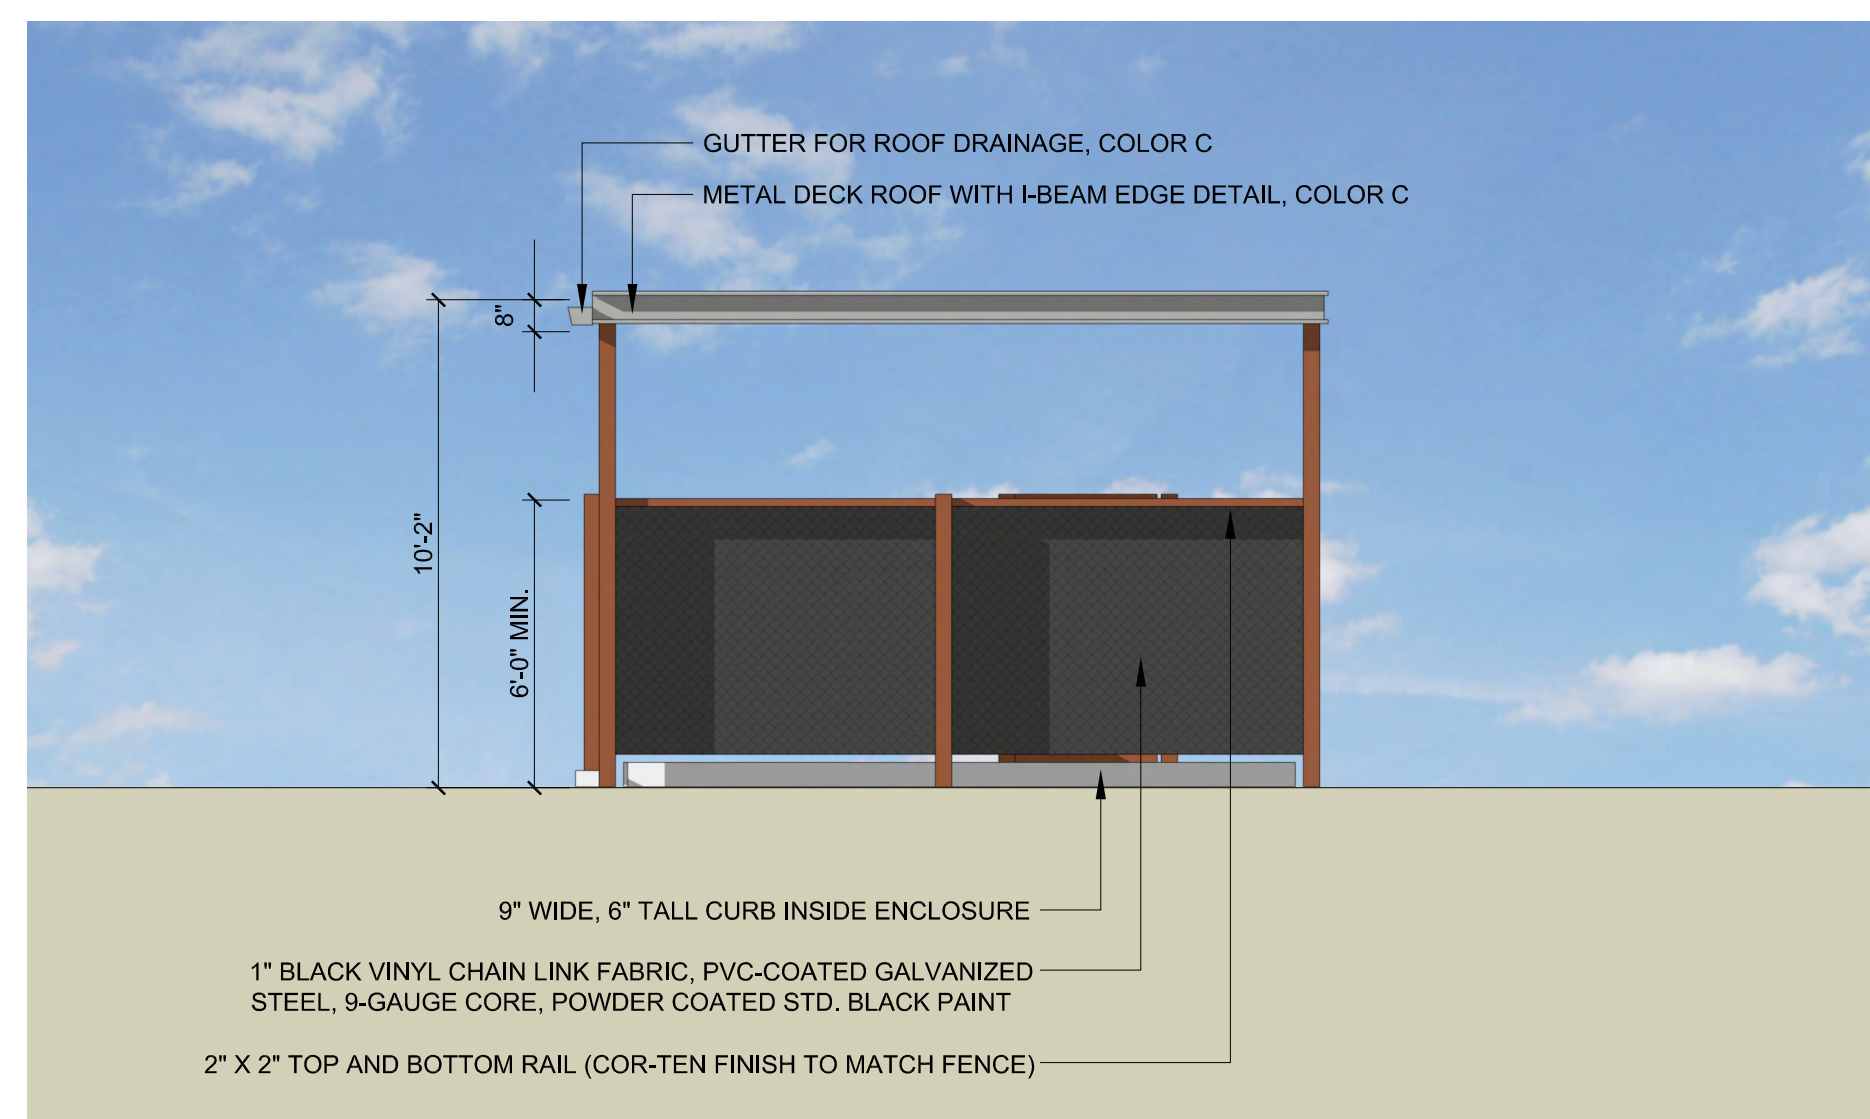 GUTTER FOR ROOF DRAINAGE, COLOR C
METAL DECK ROOF WITH I-BEAM EDGE DETAIL, COLOR C
8"
10'-2"
6'-0" MIN.
9" WIDE, 6" TALL CURB INSIDE ENCLOSURE
1" BLACK VINYL CHAIN LINK FABRIC, PVC-COATED GALVANIZED
STEEL, 9-GAUGE CORE, POWDER COATED STD. BLACK PAINT
2" X 2" TOP AND BOTTOM RAIL (COR-TEN FINISH TO MATCH FENCE)